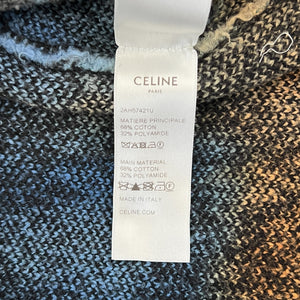 CELINE
PARIS
2AH57421U
MATIERE PRINCIPALE
68% COTON
32% POLYAMIDE
MAIN MATERIAL
68% COTTON
32% POLYAMIDE
MADE IN ITALY
CELINE.COM